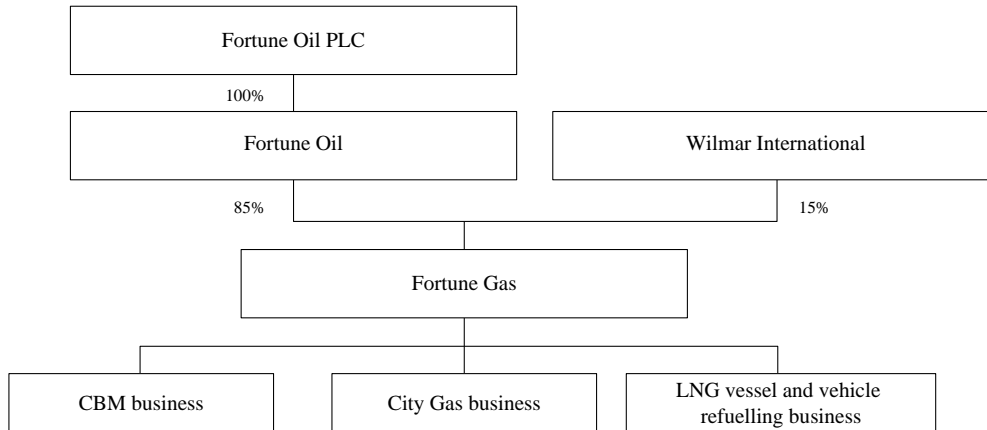 Fortune Oil PLC
100%
Fortune Oil
Wilmar International
85%
15%
Fortune Gas
CBM business
City Gas business
LNG vessel and vehicle
refuelling business